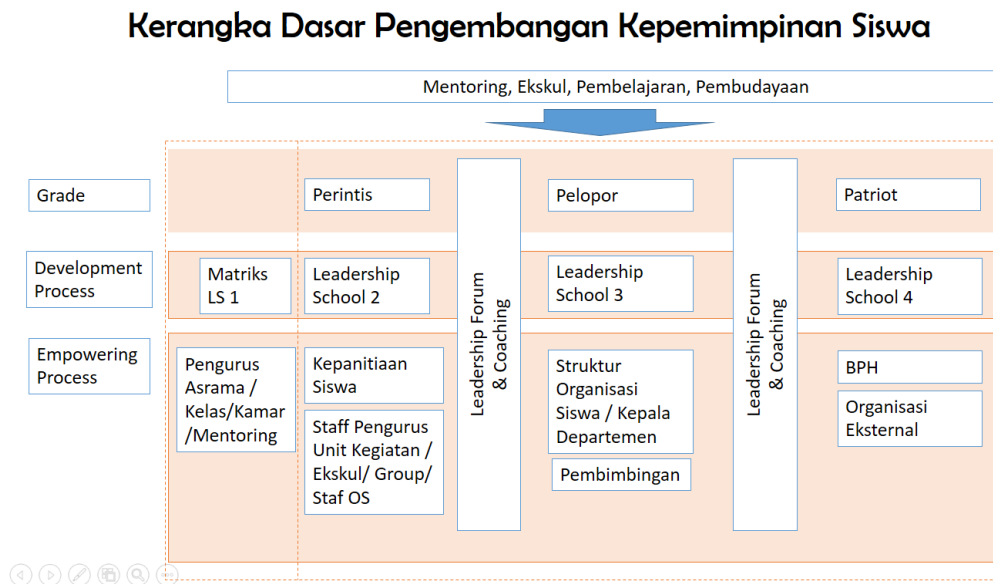 Kerangka Dasar Pengembangan Kepemimpinan Siswa
Mentoring, Ekskul, Pembelajaran, Pembudayaan
Grade
Perintis
Pelopor
Patriot
Development
Process
Matriks
LS 1
Leadership
School 2
Leadership
School 3
Leadership
School 4
Leadership Forum
& Coaching
Leadership Forum
& Coaching
Empowering
Process
Pengurus
Asrama /
Kelas/Kamar
/Mentoring
Kepanitiaan
Siswa
Staff Pengurus
Unit Kegiatan /
Ekskul/ Group/
Staf OS
Struktur
Organisasi
Siswa / Kepala
Departemen
Pembimbingan
BPH
Organisasi
Eksternal